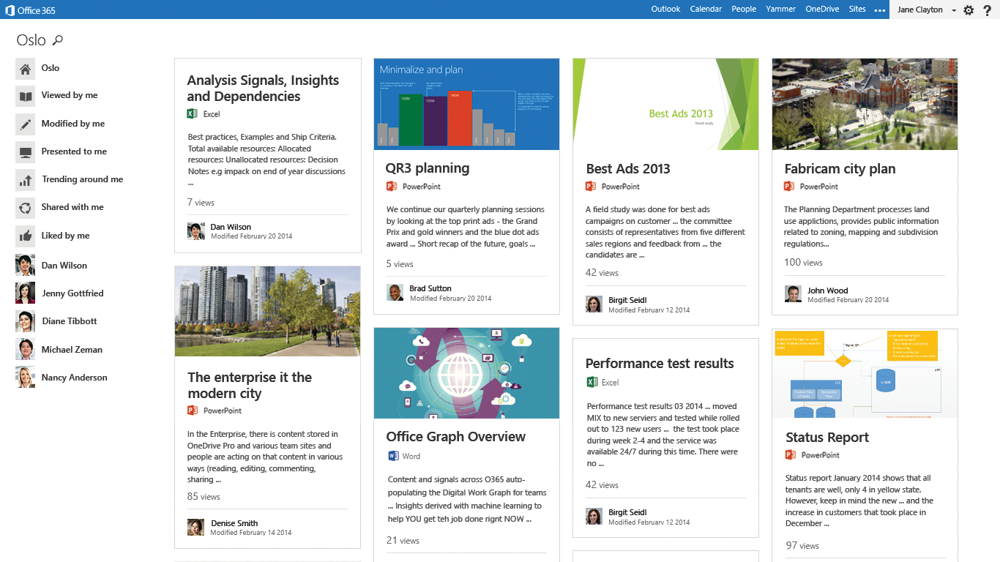 Office 365
Outlook Calendar People Yammer OneDrive Sites ... Jane Clayton ?
Oslo
Oslo
Viewed by me
Modified by me
Presented to me
Trending around me
Shared with me
Liked by me
Dan Wilson
Jenny Gottfried
Diane Tibbott
Michael Zeman
Nancy Anderson
Analysis Signals, Insights
and Dependencies
Excel
Best practices, Examples and Ship Criteria.
Total available resources: Allocated
resources: Unallocated resources: Decision
Notes e.g impack on end of year discussions
...
7 views
Dan Wilson
Modified February 20 2014
The enterprise it the
modern city
PowerPoint
In the Enterprise, there is content stored in
OneDrive Pro and various team sites and
people are acting on that content in various
ways (reading, editing, commenting,
sharing ...
85 views
Denise Smith
Modified February 14 2014
Minimalize and plan
150M
125M
140M
QR3 planning
PowerPoint
We continue our quarterly planning sessions
by looking at the top print ads - the Grand
Prix and gold winners and the blue dot ads
award ... Short recap of the future, goals ...
5 views
Brad Sutton
Modified February 20 2014
Office Graph Overview
Word
Content and signals across O365 auto-
populating the Digital Work Graph for teams
... Insights derived with machine learning to
help YOU get teh job done rignt NOW ...
21 views
Best Ads 2013
Trend study
Best Ads 2013
PowerPoint
A field study was done for best ads
campaigns on customer ... the committee
consists of representatives from five different
sales regions and feedback from ... the
candidates are ...
42 views
Birgit Seidl
Modified February 12 2014
Performance test results
Excel
Performance test results 03 2014 ... moved
MIX to new serviers and tested while rolled
out to 123 new users ... the test took place
during week 2-4 and the service was
available 24/7 during this time. There were
no ...
42 views
Birgit Seidl
Modified February 12 2014
Fabricam city plan
PowerPoint
The Planning Department processes land
use applictions, provides public information
related to zoning, mapping and subdivision
regulations...
100 views
John Wood
Modified February 20 2014
Signal API
Status Report
PowerPoint
Status report January 2014 shows that all
tenants are well, only 4 in yellow state.
However, keep in mind the new ... and the
increase in customers that took place in
December ...
97 views